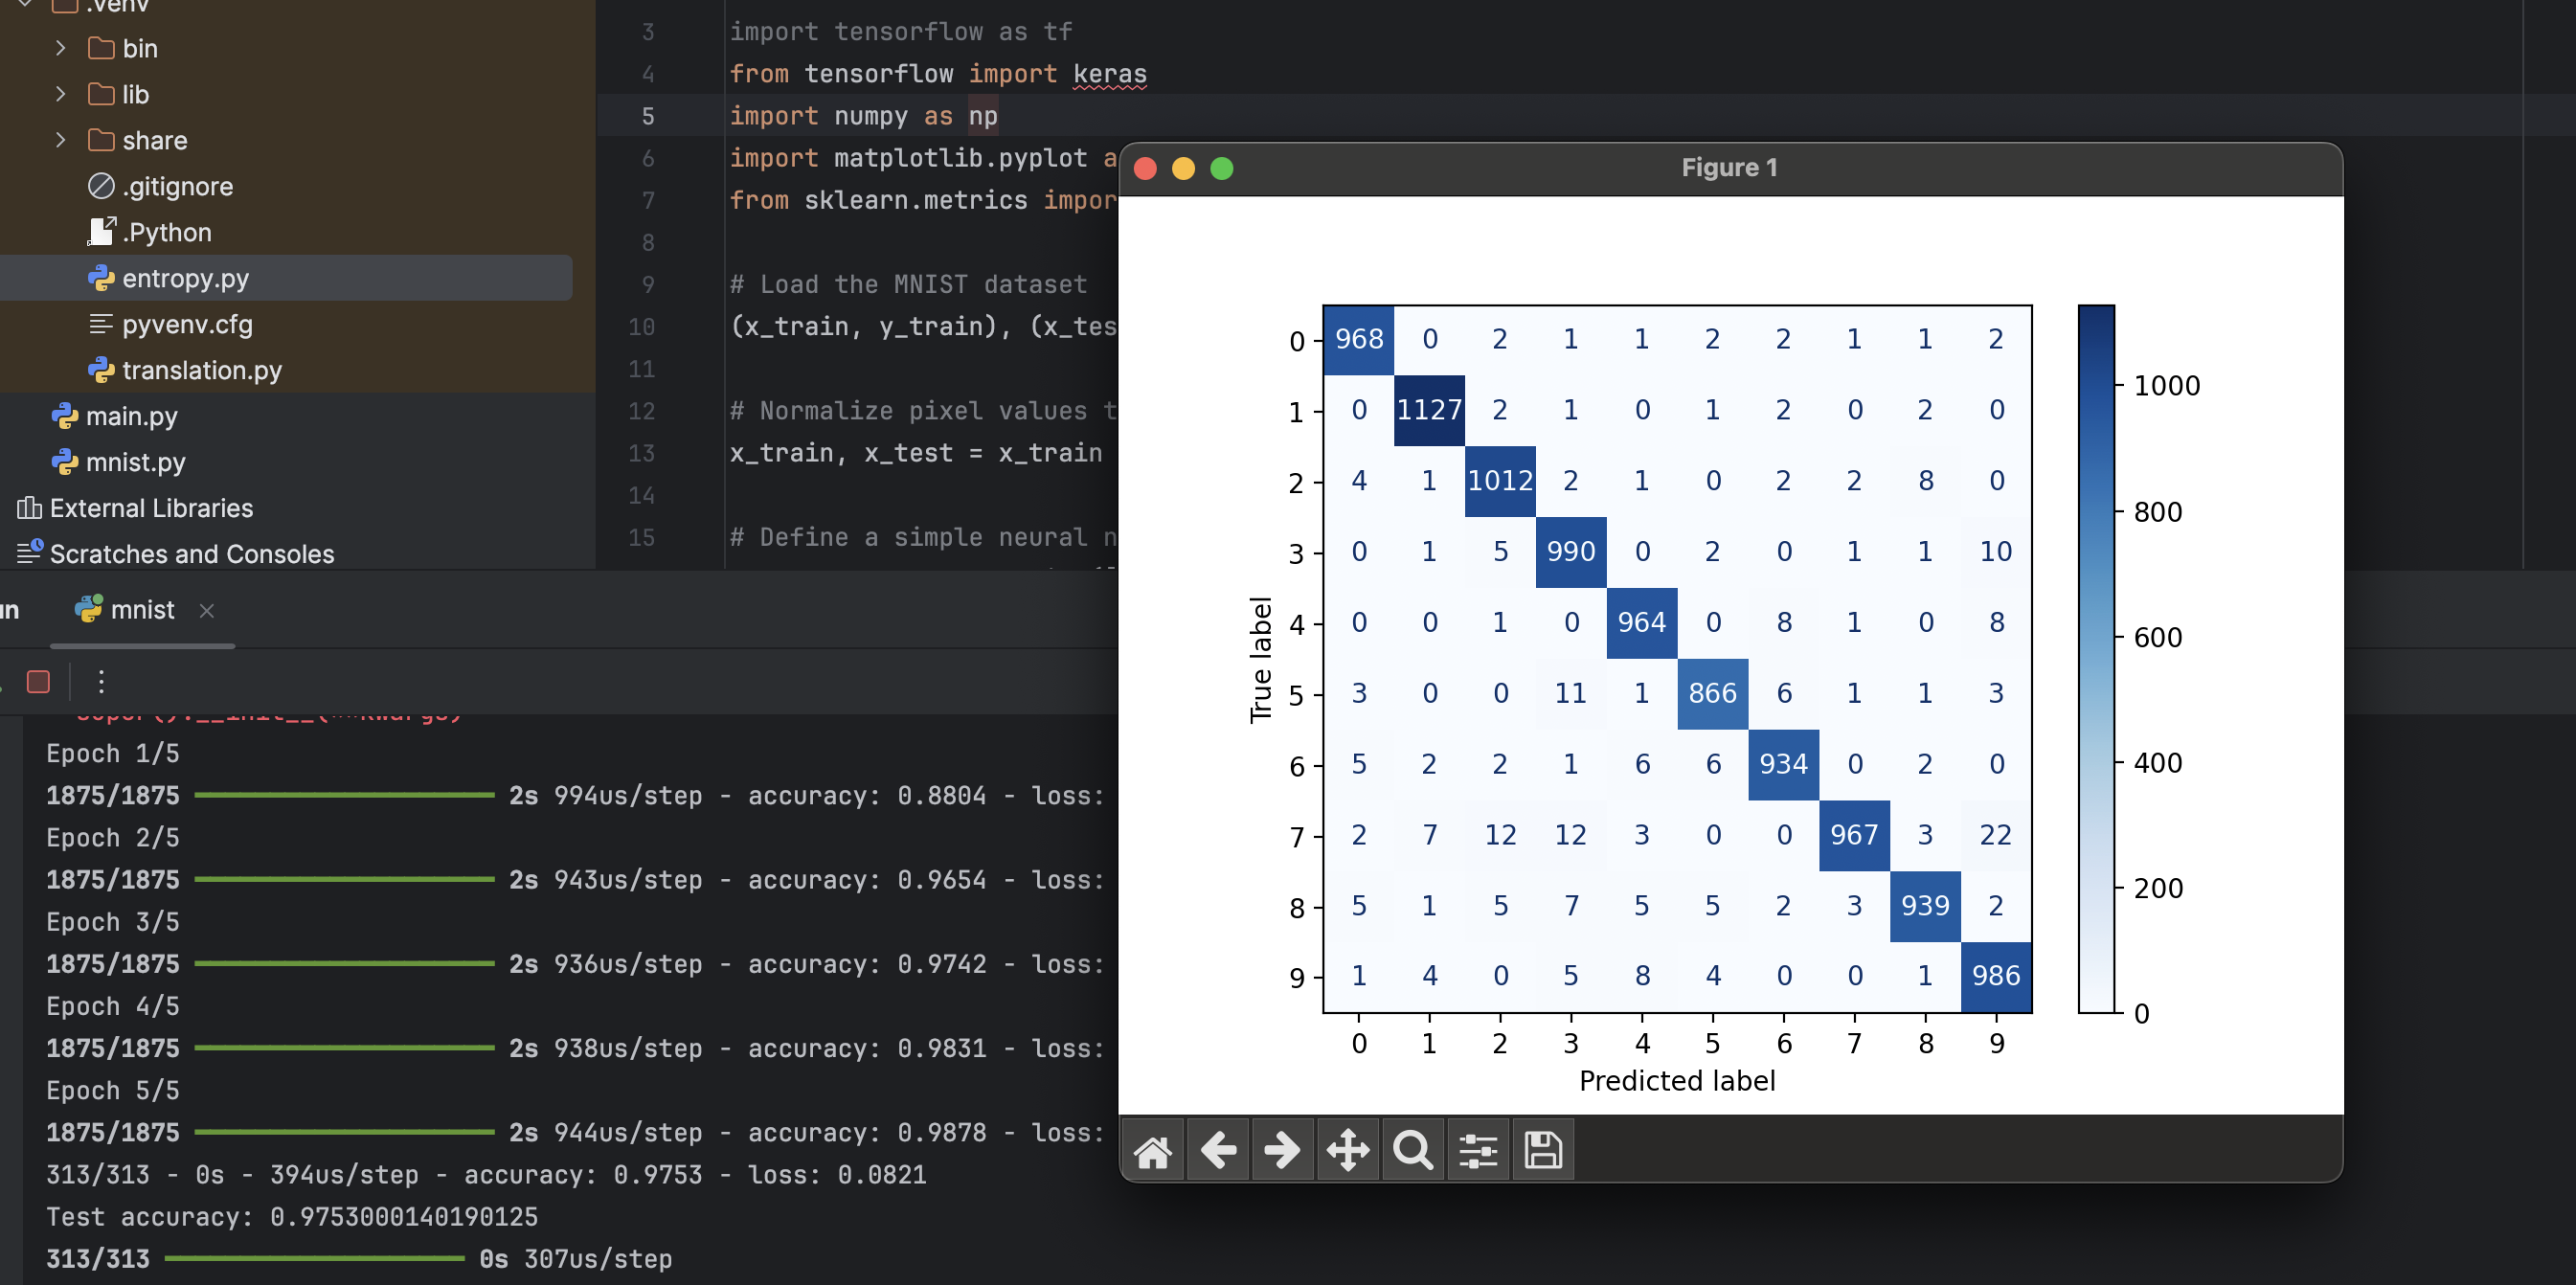 .venv
bin
lib
share
.gitignore
.Python
entropy.py
pyvenv.cfg
translation.py
main.py
mnist.py
External Libraries
Scratches and Consoles
3 import tensorflow as tf
4 from tensorflow import keras
5 import numpy as np
6 import matplotlib.pyplot a
7 from sklearn.metrics impor
8
9 # Load the MNIST dataset
10 (x_train, y_train), (x_tes
11
12 # Normalize pixel values t
13 x_train, x_test = x_train
14
15 # Define a simple neural n
un
mnist
super().__init__(**kwargs)
Epoch 1/5
1875/1875 2s 994us/step - accuracy: 0.8804 - loss:
Epoch 2/5
1875/1875 2s 943us/step - accuracy: 0.9654 - loss:
Epoch 3/5
1875/1875 2s 936us/step - accuracy: 0.9742 - loss:
Epoch 4/5
1875/1875 2s 938us/step - accuracy: 0.9831 - loss:
Epoch 5/5
1875/1875 2s 944us/step - accuracy: 0.9878 - loss:
313/313 - 0s - 394us/step - accuracy: 0.9753 - loss: 0.0821
Test accuracy: 0.9753000140190125
313/313 0s 307us/step
Figure 1
True label
0 968 0 2 1 1 2 2 1 1 2
1 0 1127 2 1 0 1 2 0 2 0
2 4 1 1012 2 1 0 2 2 8 0
3 0 1 5 990 0 2 0 1 1 10
4 0 0 1 0 964 0 8 1 0 8
5 3 0 0 11 1 866 6 1 1 3
6 5 2 2 1 6 6 934 0 2 0
7 2 7 12 12 3 0 0 967 3 22
8 5 1 5 7 5 5 2 3 939 2
9 1 4 0 5 8 4 0 0 1 986
0 1 2 3 4 5 6 7 8 9
Predicted label
1000
800
600
400
200
0